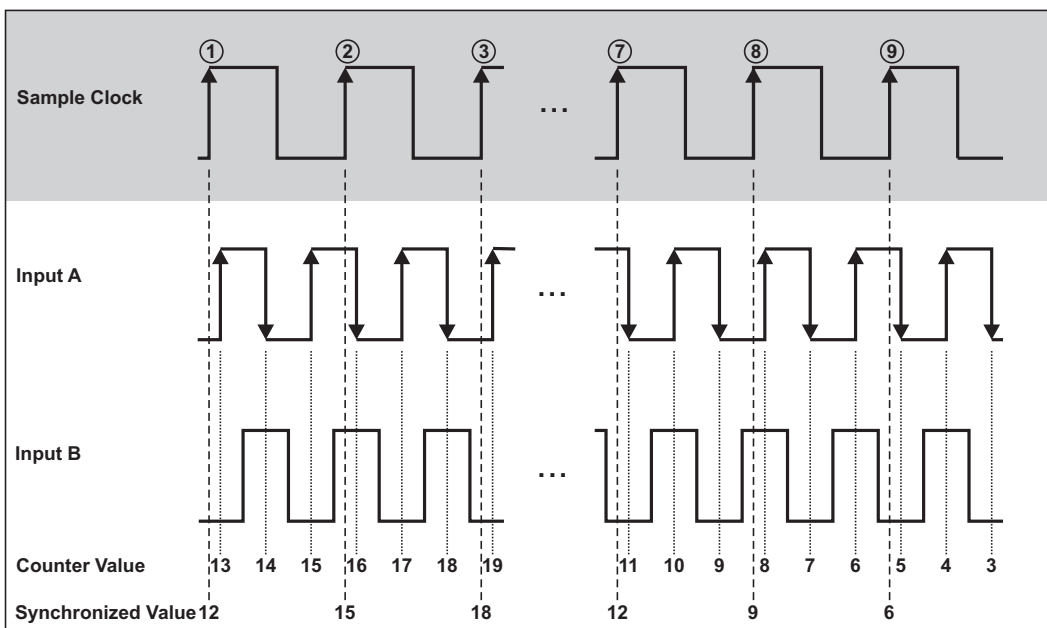 ① ② ③ ⑦ ⑧ ⑨
Sample Clock
...
Input A
...
Input B
...
Counter Value 13 14 15 16 17 18 19 11 10 9 8 7 6 5 4 3
Synchronized Value 12 15 18 12 9 6